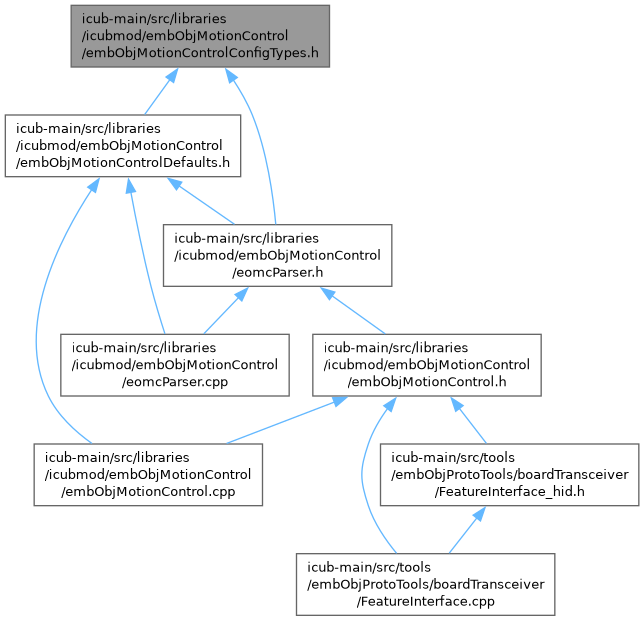 icub-main/src/libraries
/icubmod/embObjMotionControl
/embObjMotionControlConfigTypes.h
icub-main/src/libraries
/icubmod/embObjMotionControl
/embObjMotionControlDefaults.h
icub-main/src/libraries
/icubmod/embObjMotionControl
/eomcParser.h
icub-main/src/libraries
/icubmod/embObjMotionControl
/eomcParser.cpp
icub-main/src/libraries
/icubmod/embObjMotionControl
/embObjMotionControl.h
icub-main/src/libraries
/icubmod/embObjMotionControl
/embObjMotionControl.cpp
icub-main/src/tools
/embObjProtoTools/boardTransceiver
/FeatureInterface_hid.h
icub-main/src/tools
/embObjProtoTools/boardTransceiver
/FeatureInterface.cpp